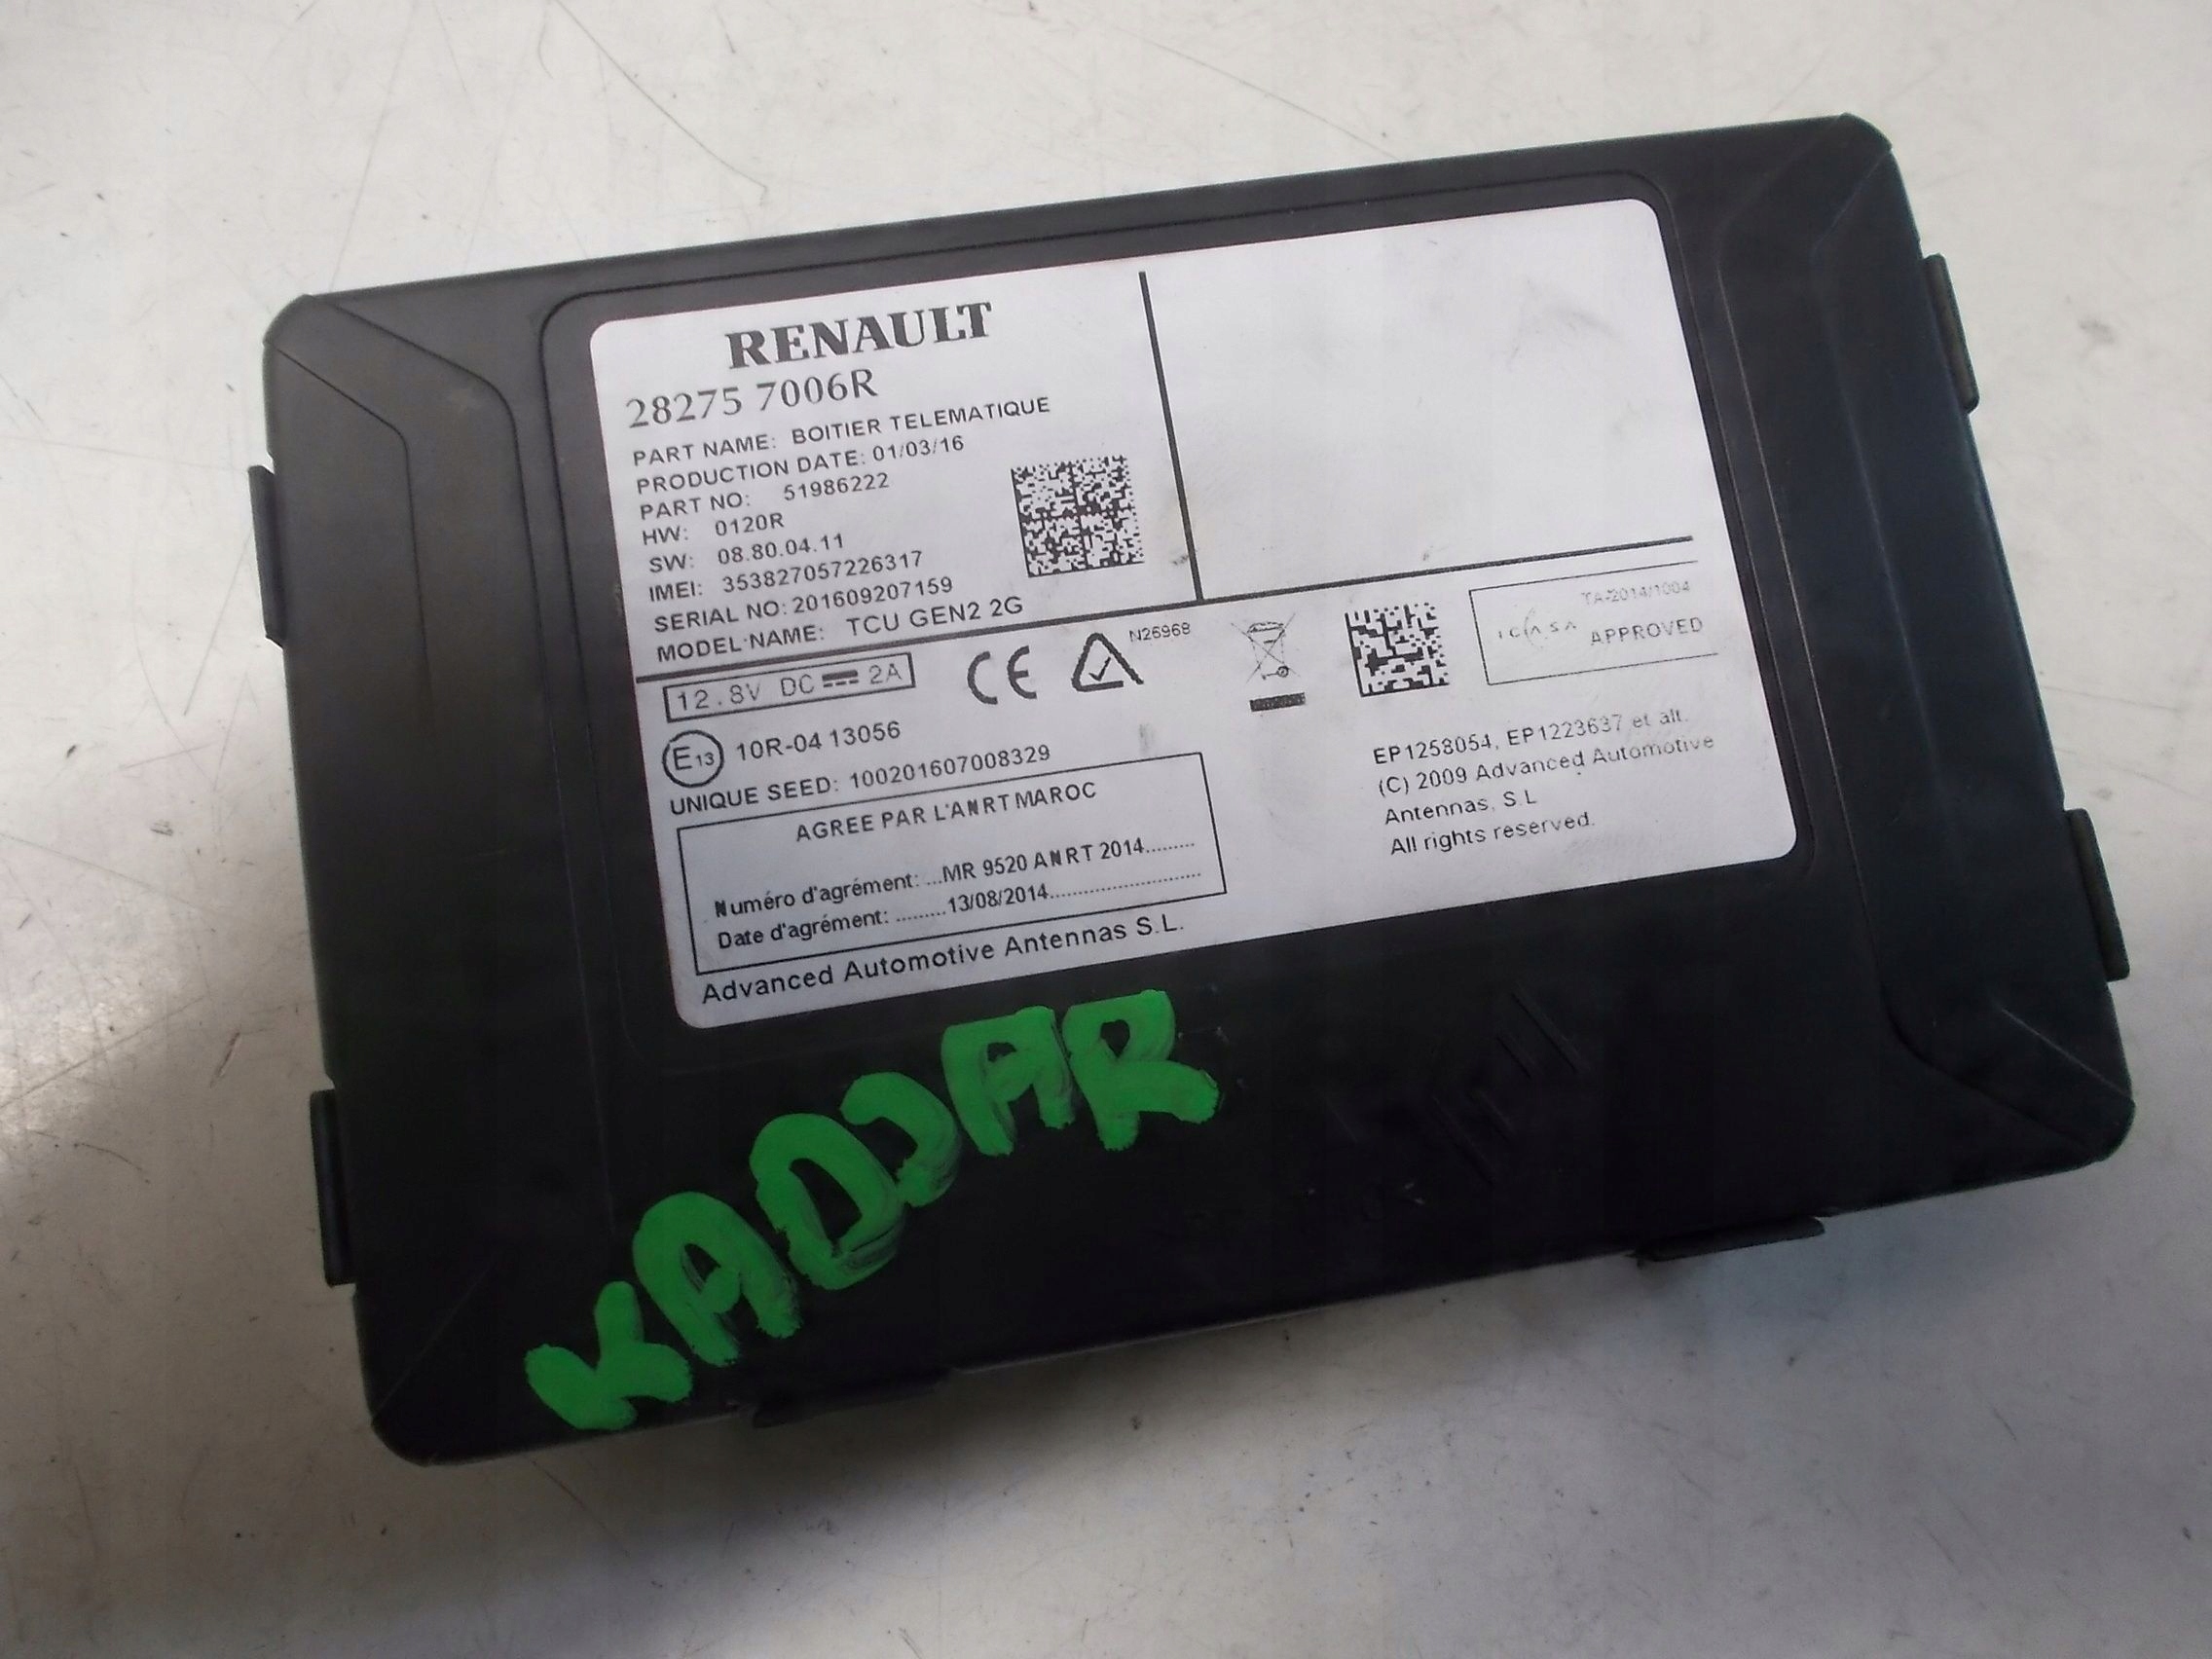 RENAULT
28275 7006R
PART NAME: BOITIER TELEMATIQUE
PRODUCTION DATE: 01/03/16
PART NO: 51986222
HW: 0120R
SW: 08.80.04.11
IMEI: 353827057226317
SERIAL NO: 201609207159
MODEL NAME: TCU GEN2 2G
12.8V DC 2A
CE
N26968
TA-2014/1004
ICASA APPROVED
E13 10R-04 13056
UNIQUE SEED: 100201607008329
AGREE PAR L'ANRT MAROC
Numéro d'agrément: ...MR 9520 ANRT 2014.........
Date d'agrément: .........13/08/2014...........................
Advanced Automotive Antennas S.L.
EP1258054, EP1223637 et alt.
(C) 2009 Advanced Automotive
Antennas, S.L
All rights reserved.
KADJAR